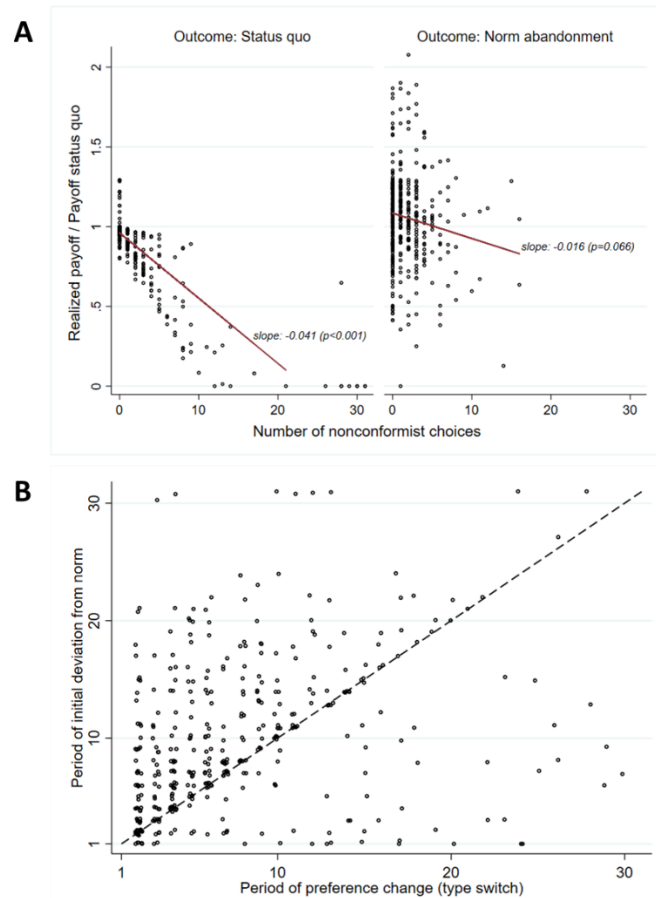 A
Outcome: Status quo
Outcome: Norm abandonment
Realized payoff / Payoff status quo
2
1.5
1
.5
0
slope: -0.041 (p<0.001)
slope: -0.016 (p=0.066)
0 10 20 30
0 10 20 30
Number of nonconformist choices
B
Period of initial deviation from norm
30
20
10
1
1 10 20 30
Period of preference change (type switch)